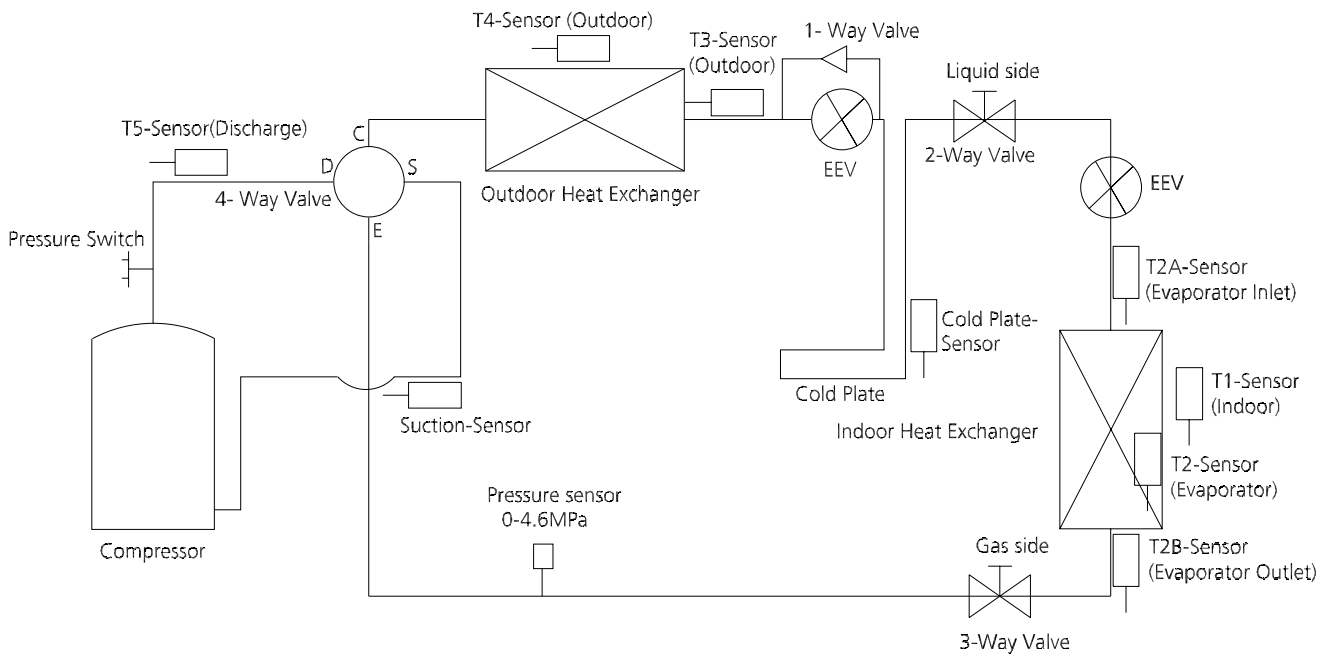 T4-Sensor (Outdoor)
T3-Sensor
(Outdoor)
1- Way Valve
Liquid side
T5-Sensor(Discharge)
C
D
S
2-Way Valve
EEV
EEV
4- Way Valve
Outdoor Heat Exchanger
E
Pressure Switch
T2A-Sensor
(Evaporator Inlet)
Cold Plate-
Sensor
Cold Plate
T1-Sensor
(Indoor)
Suction-Sensor
Indoor Heat Exchanger
T2-Sensor
(Evaporator)
Pressure sensor
0-4.6MPa
Compressor
Gas side
T2B-Sensor
(Evaporator Outlet)
3-Way Valve